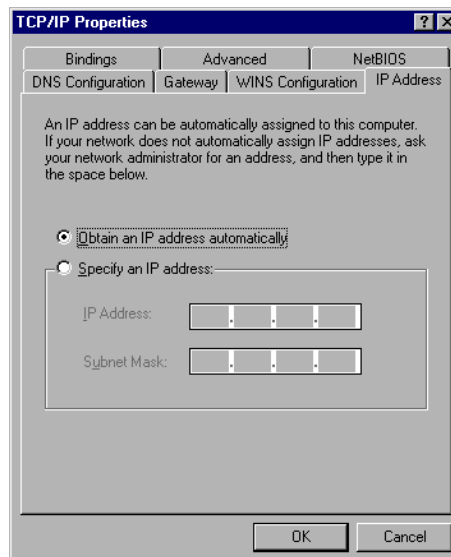 TCP/IP Properties
Bindings Advanced NetBIOS
DNS Configuration Gateway WINS Configuration IP Address
An IP address can be automatically assigned to this computer.
If your network does not automatically assign IP addresses, ask
your network administrator for an address, and then type it in
the space below.
Obtain an IP address automatically
Specify an IP address:
IP Address:
Subnet Mask:
OK Cancel